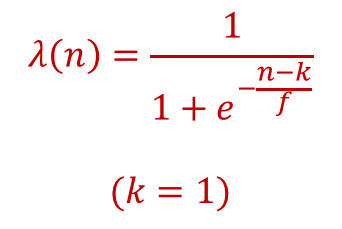 λ(n) = 1 / (1 + e^(−(n−k)/f))
(k = 1)